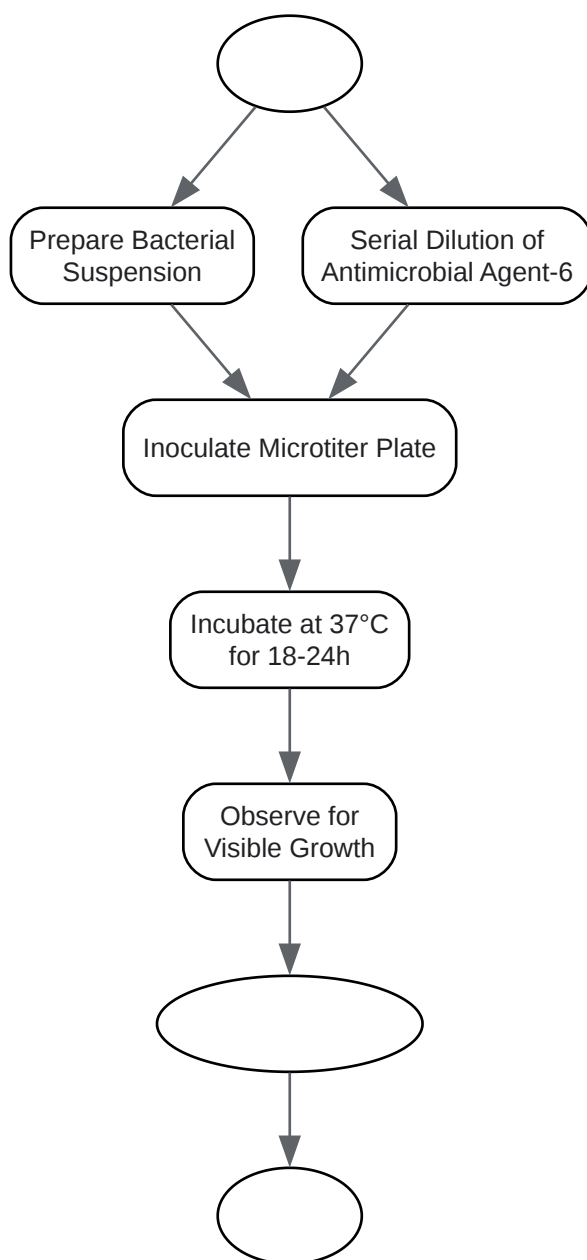 Prepare Bacterial
Suspension
Serial Dilution of
Antimicrobial Agent-6
Inoculate Microtiter Plate
Incubate at 37°C
for 18-24h
Observe for
Visible Growth